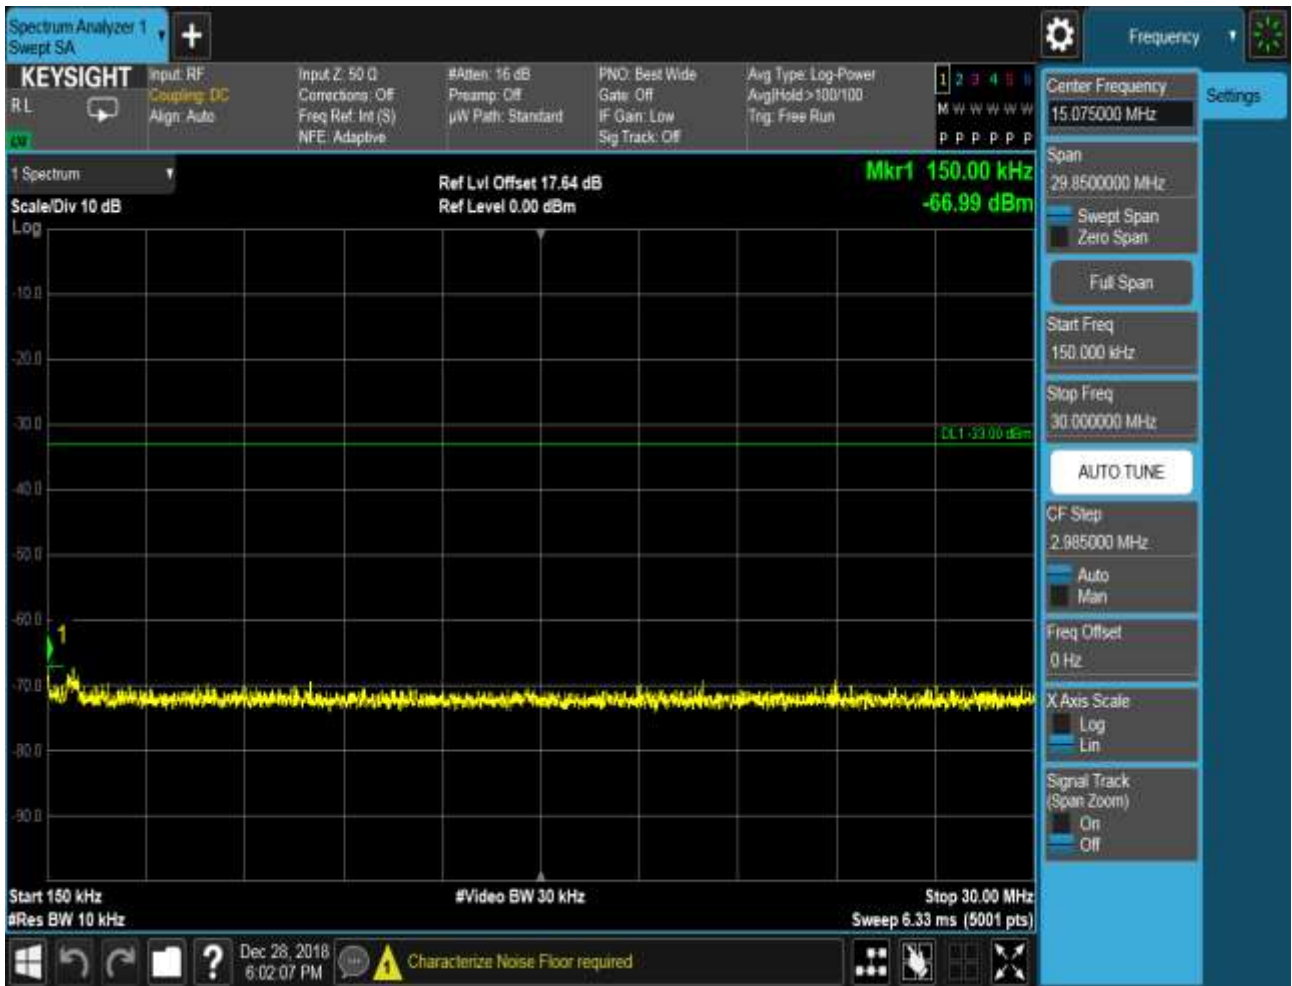 Spectrum Analyzer 1
Swept SA
+
Frequency
KEYSIGHT
RL
Input: RF
Coupling: DC
Align: Auto
Input Z: 50 Ω
Corrections: Off
Freq Ref: Int (S)
NFE: Adaptive
#Atten: 16 dB
Preamp: Off
µW Path: Standard
PNO: Best Wide
Gate: Off
IF Gain: Low
Sig Track: Off
Avg Type: Log-Power
Avg|Hold:>100/100
Trig: Free Run
1 2 3 4 5 6
M W W W W W
P P P P P P
1 Spectrum
Scale/Div 10 dB
Log
Ref Lvl Offset 17.64 dB
Ref Level 0.00 dBm
Mkr1 150.00 kHz
-66.99 dBm
-10.0
-20.0
-30.0
DL1 -33.00 dBm
-40.0
-50.0
-60.0
1
-70.0
-80.0
-90.0
Start 150 kHz
#Res BW 10 kHz
#Video BW 30 kHz
Stop 30.00 MHz
Sweep 6.33 ms (5001 pts)
?
Dec 28, 2018
6:02:07 PM
Characterize Noise Floor required
Center Frequency
15.075000 MHz
Settings
Span
29.8500000 MHz
Swept Span
Zero Span
Full Span
Start Freq
150.000 kHz
Stop Freq
30.000000 MHz
AUTO TUNE
CF Step
2.985000 MHz
Auto
Man
Freq Offset
0 Hz
X Axis Scale
Log
Lin
Signal Track
(Span Zoom)
On
Off